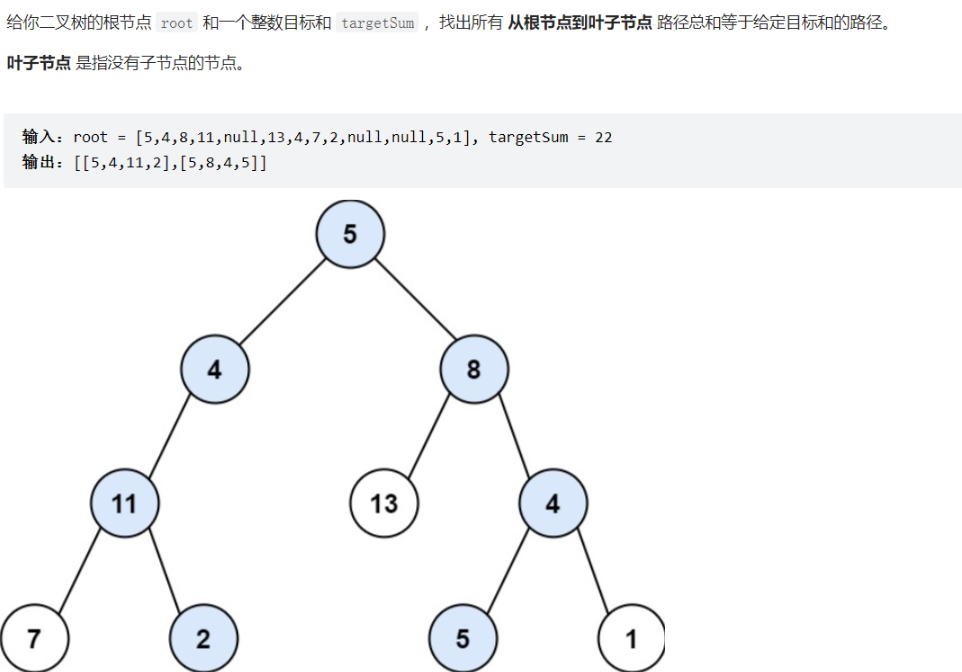 给你二叉树的根节点 root 和一个整数目标和 targetSum ，找出所有 从根节点到叶子节点 路径总和等于给定目标和的路径。
叶子节点 是指没有子节点的节点。
输入：root = [5,4,8,11,null,13,4,7,2,null,null,5,1], targetSum = 22
输出：[[5,4,11,2],[5,8,4,5]]
5
4 8
11 13 4
7 2 5 1